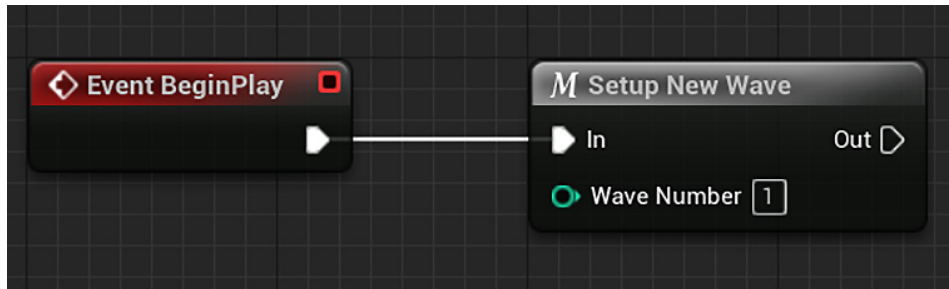 Event BeginPlay
M Setup New Wave
In
Out
Wave Number 1